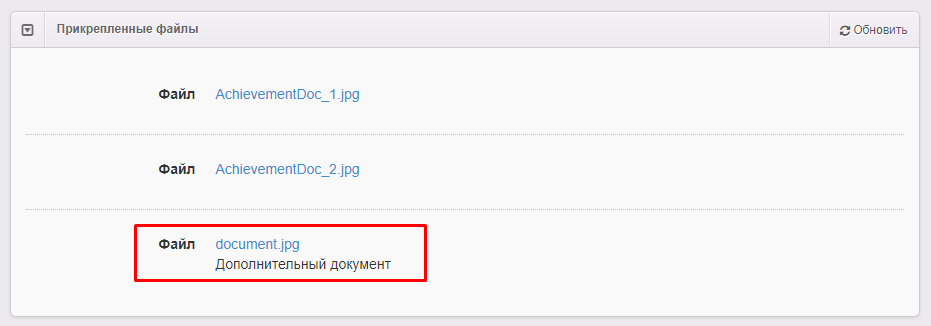 Прикрепленные файлы
Обновить
Файл AchievementDoc_1.jpg
Файл AchievementDoc_2.jpg
Файл document.jpg
Дополнительный документ